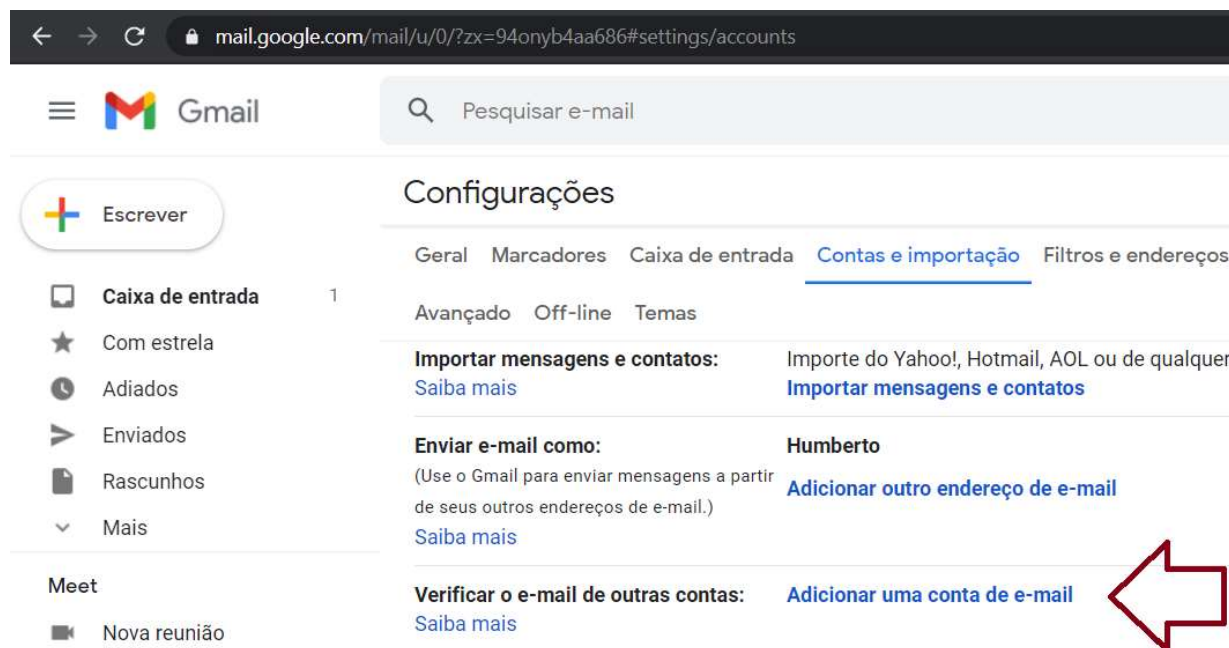 mail.google.com/mail/u/0/?zx=94onyb4aa686#settings/accounts
Gmail
Pesquisar e-mail
Escrever
Caixa de entrada 1
Com estrela
Adiados
Enviados
Rascunhos
Mais
Meet
Nova reunião
Configurações
Geral Marcadores Caixa de entrada Contas e importação Filtros e endereços
Avançado Off-line Temas
Importar mensagens e contatos:
Saiba mais
Importe do Yahoo!, Hotmail, AOL ou de qualquer
Importar mensagens e contatos
Enviar e-mail como:
(Use o Gmail para enviar mensagens a partir
de seus outros endereços de e-mail.)
Saiba mais
Humberto
Adicionar outro endereço de e-mail
Verificar o e-mail de outras contas:
Saiba mais
Adicionar uma conta de e-mail